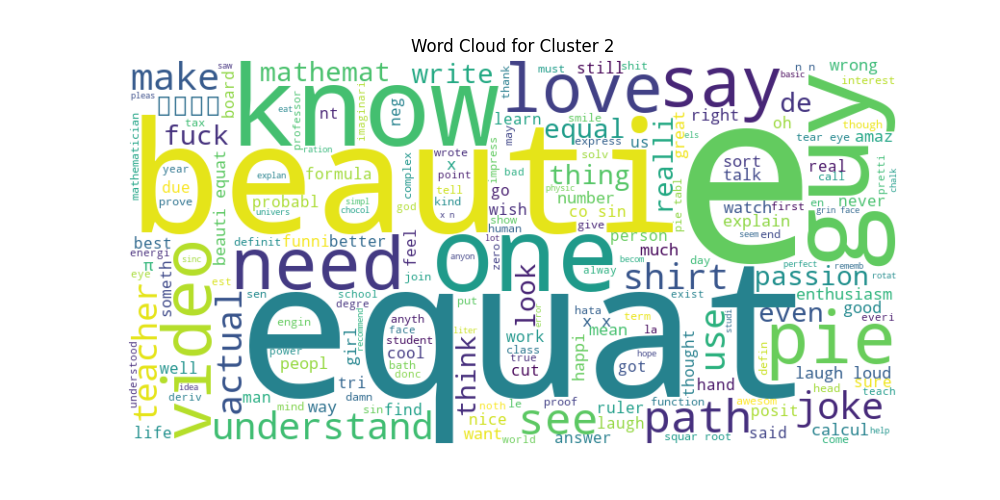 Word Cloud for Cluster 2
make saw mathemat write thank must still shit say n n basic wrong
pleas □□□□ board professor eat imaginari neg know love smile right de interest
tax fuck nt learn equal us realli great oh though amaz
mathematician ration x wrote may impress express solv bad els tear eye guy
year formula complex point thing sort talk real call pretti chalk
due prove beauti equat probabl explan simpl univers chocol god tell kind x n go wish physic number co sin pie tabl watch first en never
beauti show give explain grin face e
best definit funni better feel human zero lot person much alway day seem end
energi π sinc need join one anyon look becom shirt perfect rememb rotat
eye someth est sen school degre put exist passion enthusiasm
teacher video actual engin girl recommend anyth face student cool bath donc liter work class true error hata x x mean la term got use studi even good everi
understood idea well power peopl equat think cut happi hope thought defin pie laugh loud sure
deriv man tri damn hand head teach
mind way sin find noth le proof ruler function awesom posit joke
life understand nice want world see answer laugh squar root path said calcul come help